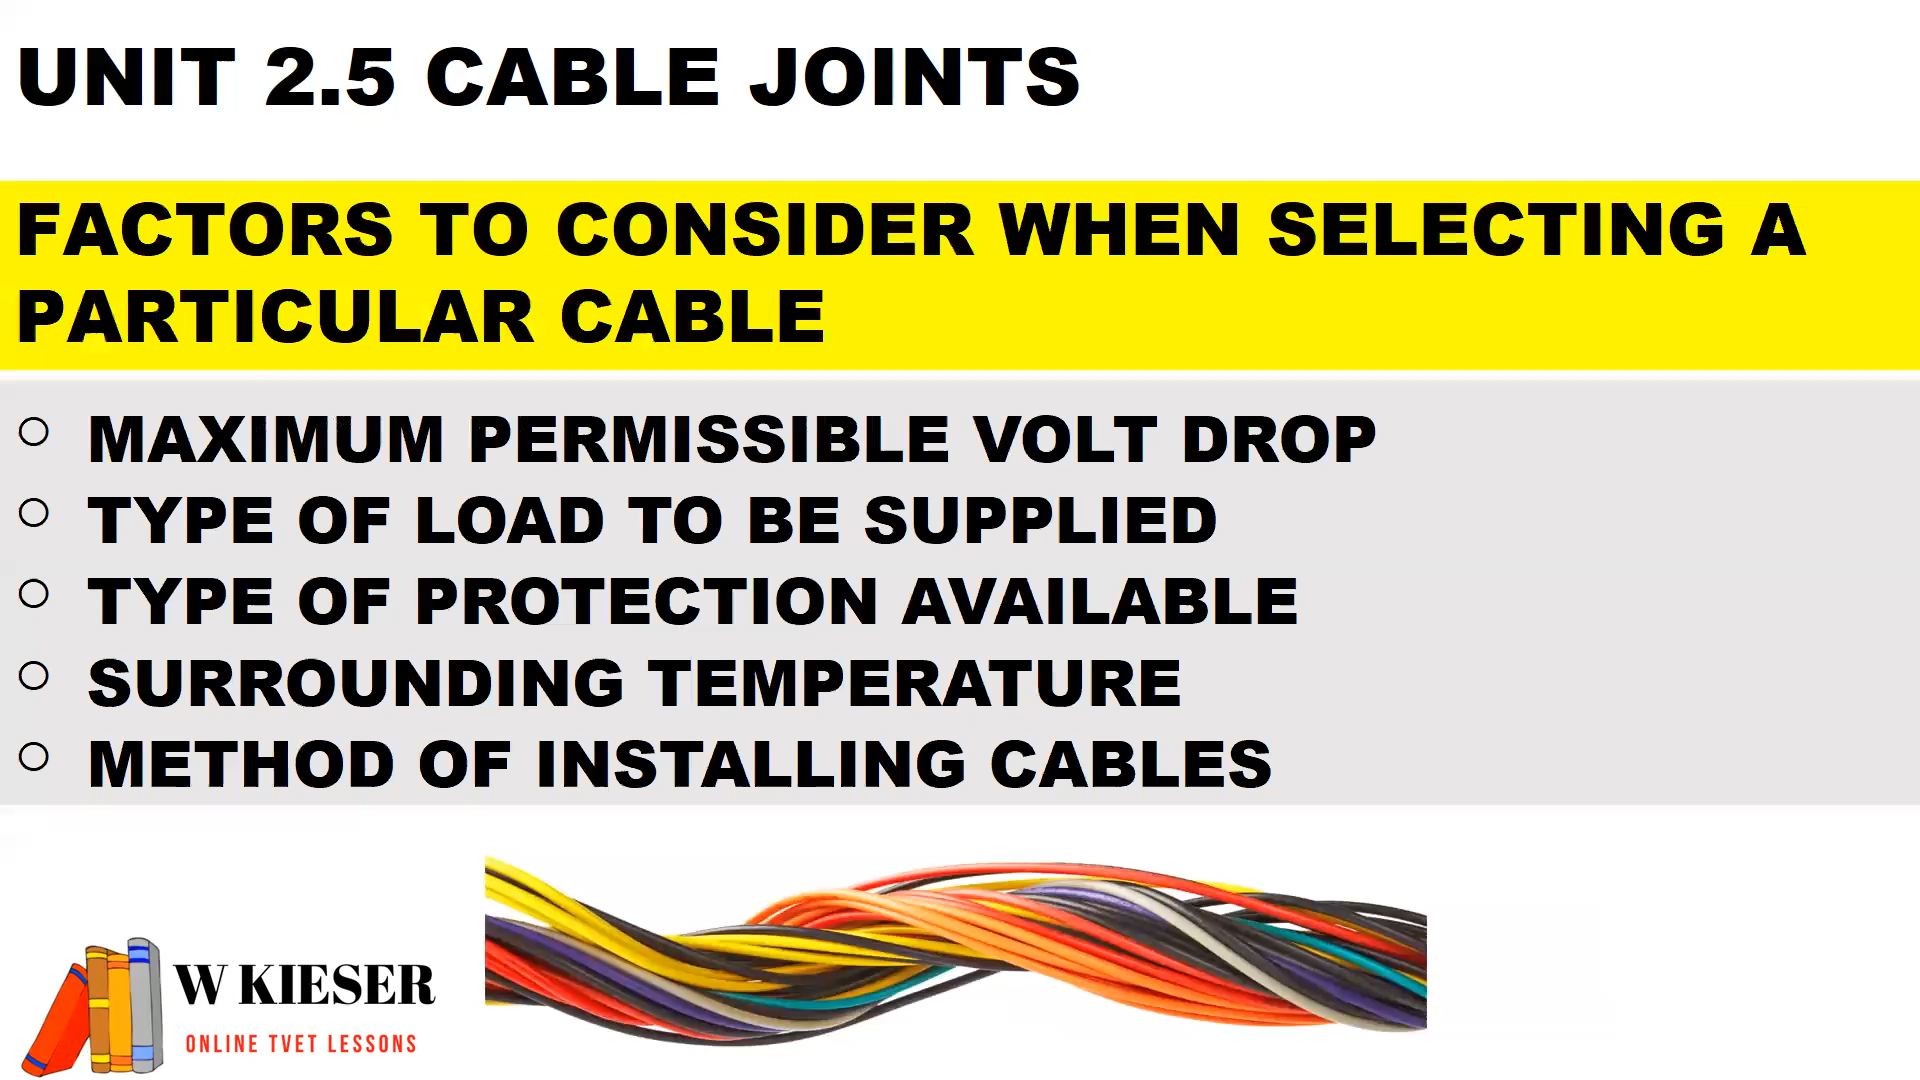 UNIT 2.5 CABLE JOINTS
FACTORS TO CONSIDER WHEN SELECTING A
PARTICULAR CABLE
MAXIMUM PERMISSIBLE VOLT DROP
TYPE OF LOAD TO BE SUPPLIED
TYPE OF PROTECTION AVAILABLE
SURROUNDING TEMPERATURE
METHOD OF INSTALLING CABLES
W KIESER
ONLINE TVET LESSONS